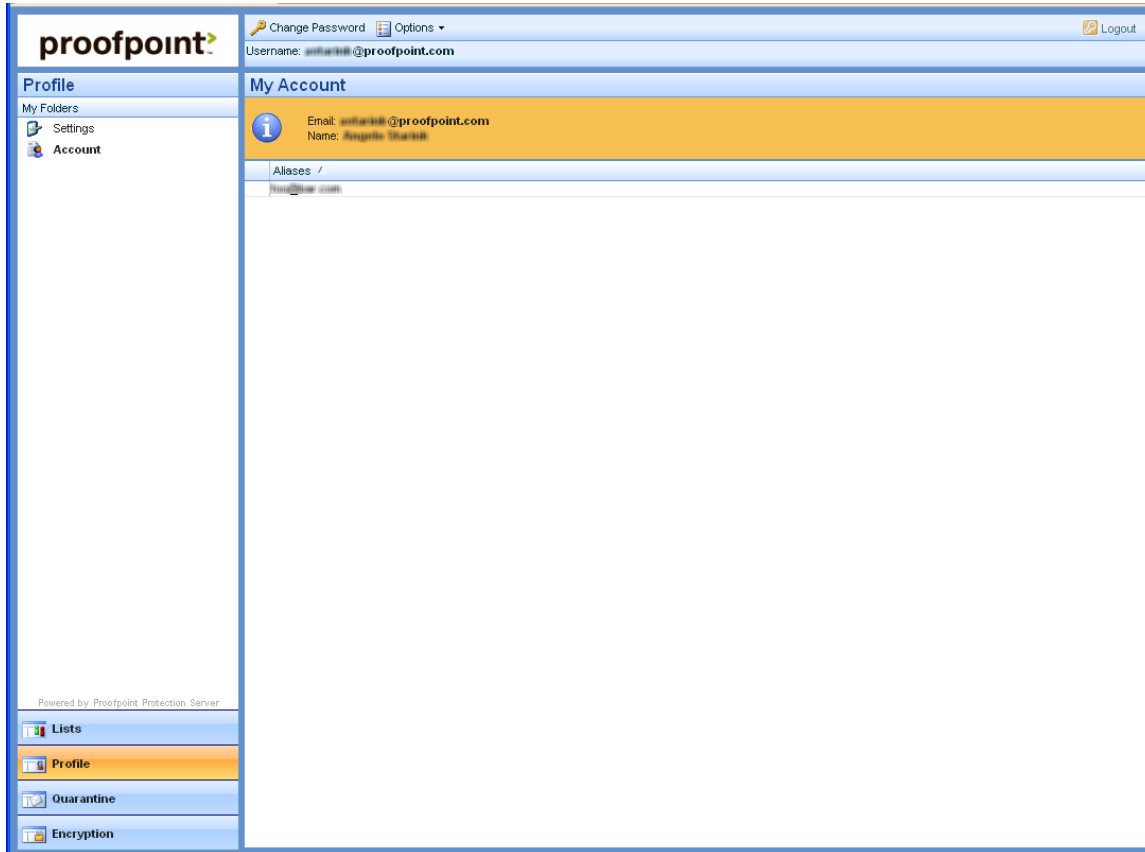 proofpoint
Change Password Options Logout
Username: @proofpoint.com
Profile
My Folders
Settings
Account
My Account
Email: @proofpoint.com
Name:
Aliases
Powered by Proofpoint Protection Server
Lists
Profile
Quarantine
Encryption